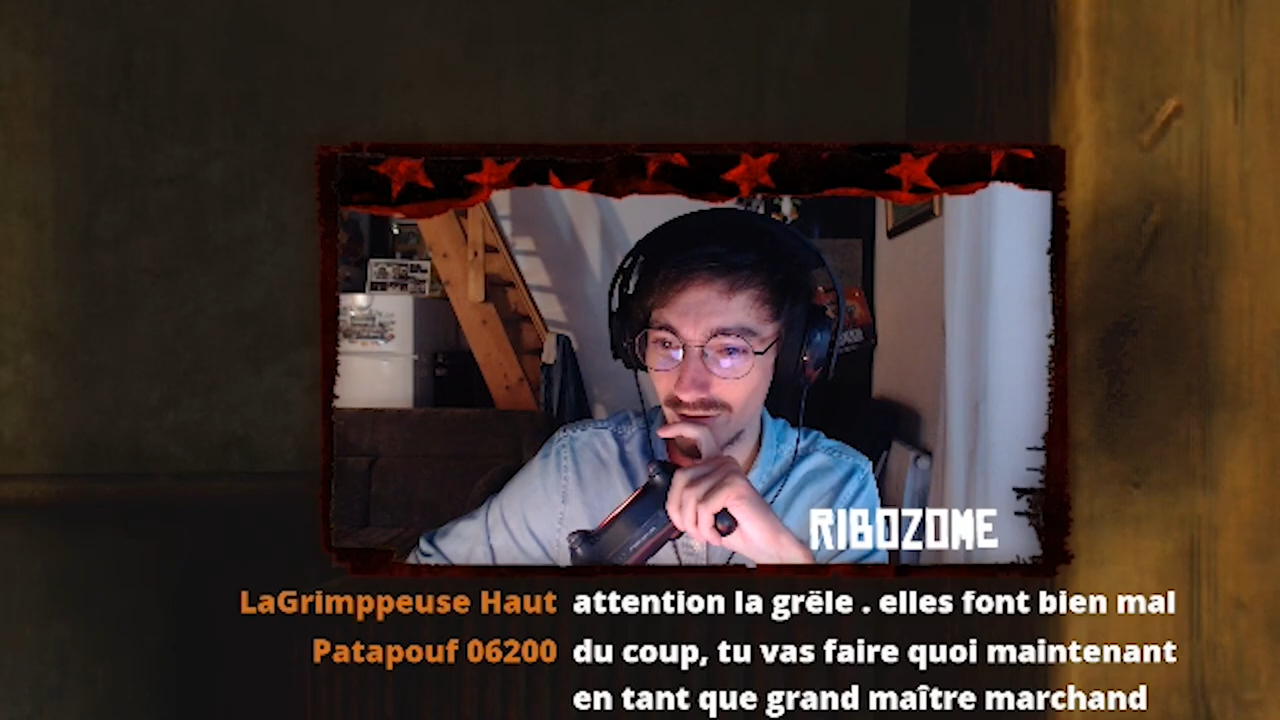 RIBOZOME
LaGrimppeuse Haut attention la grële . elles font bien mal
Patapouf 06200 du coup, tu vas faire quoi maintenant
en tant que grand maître marchand